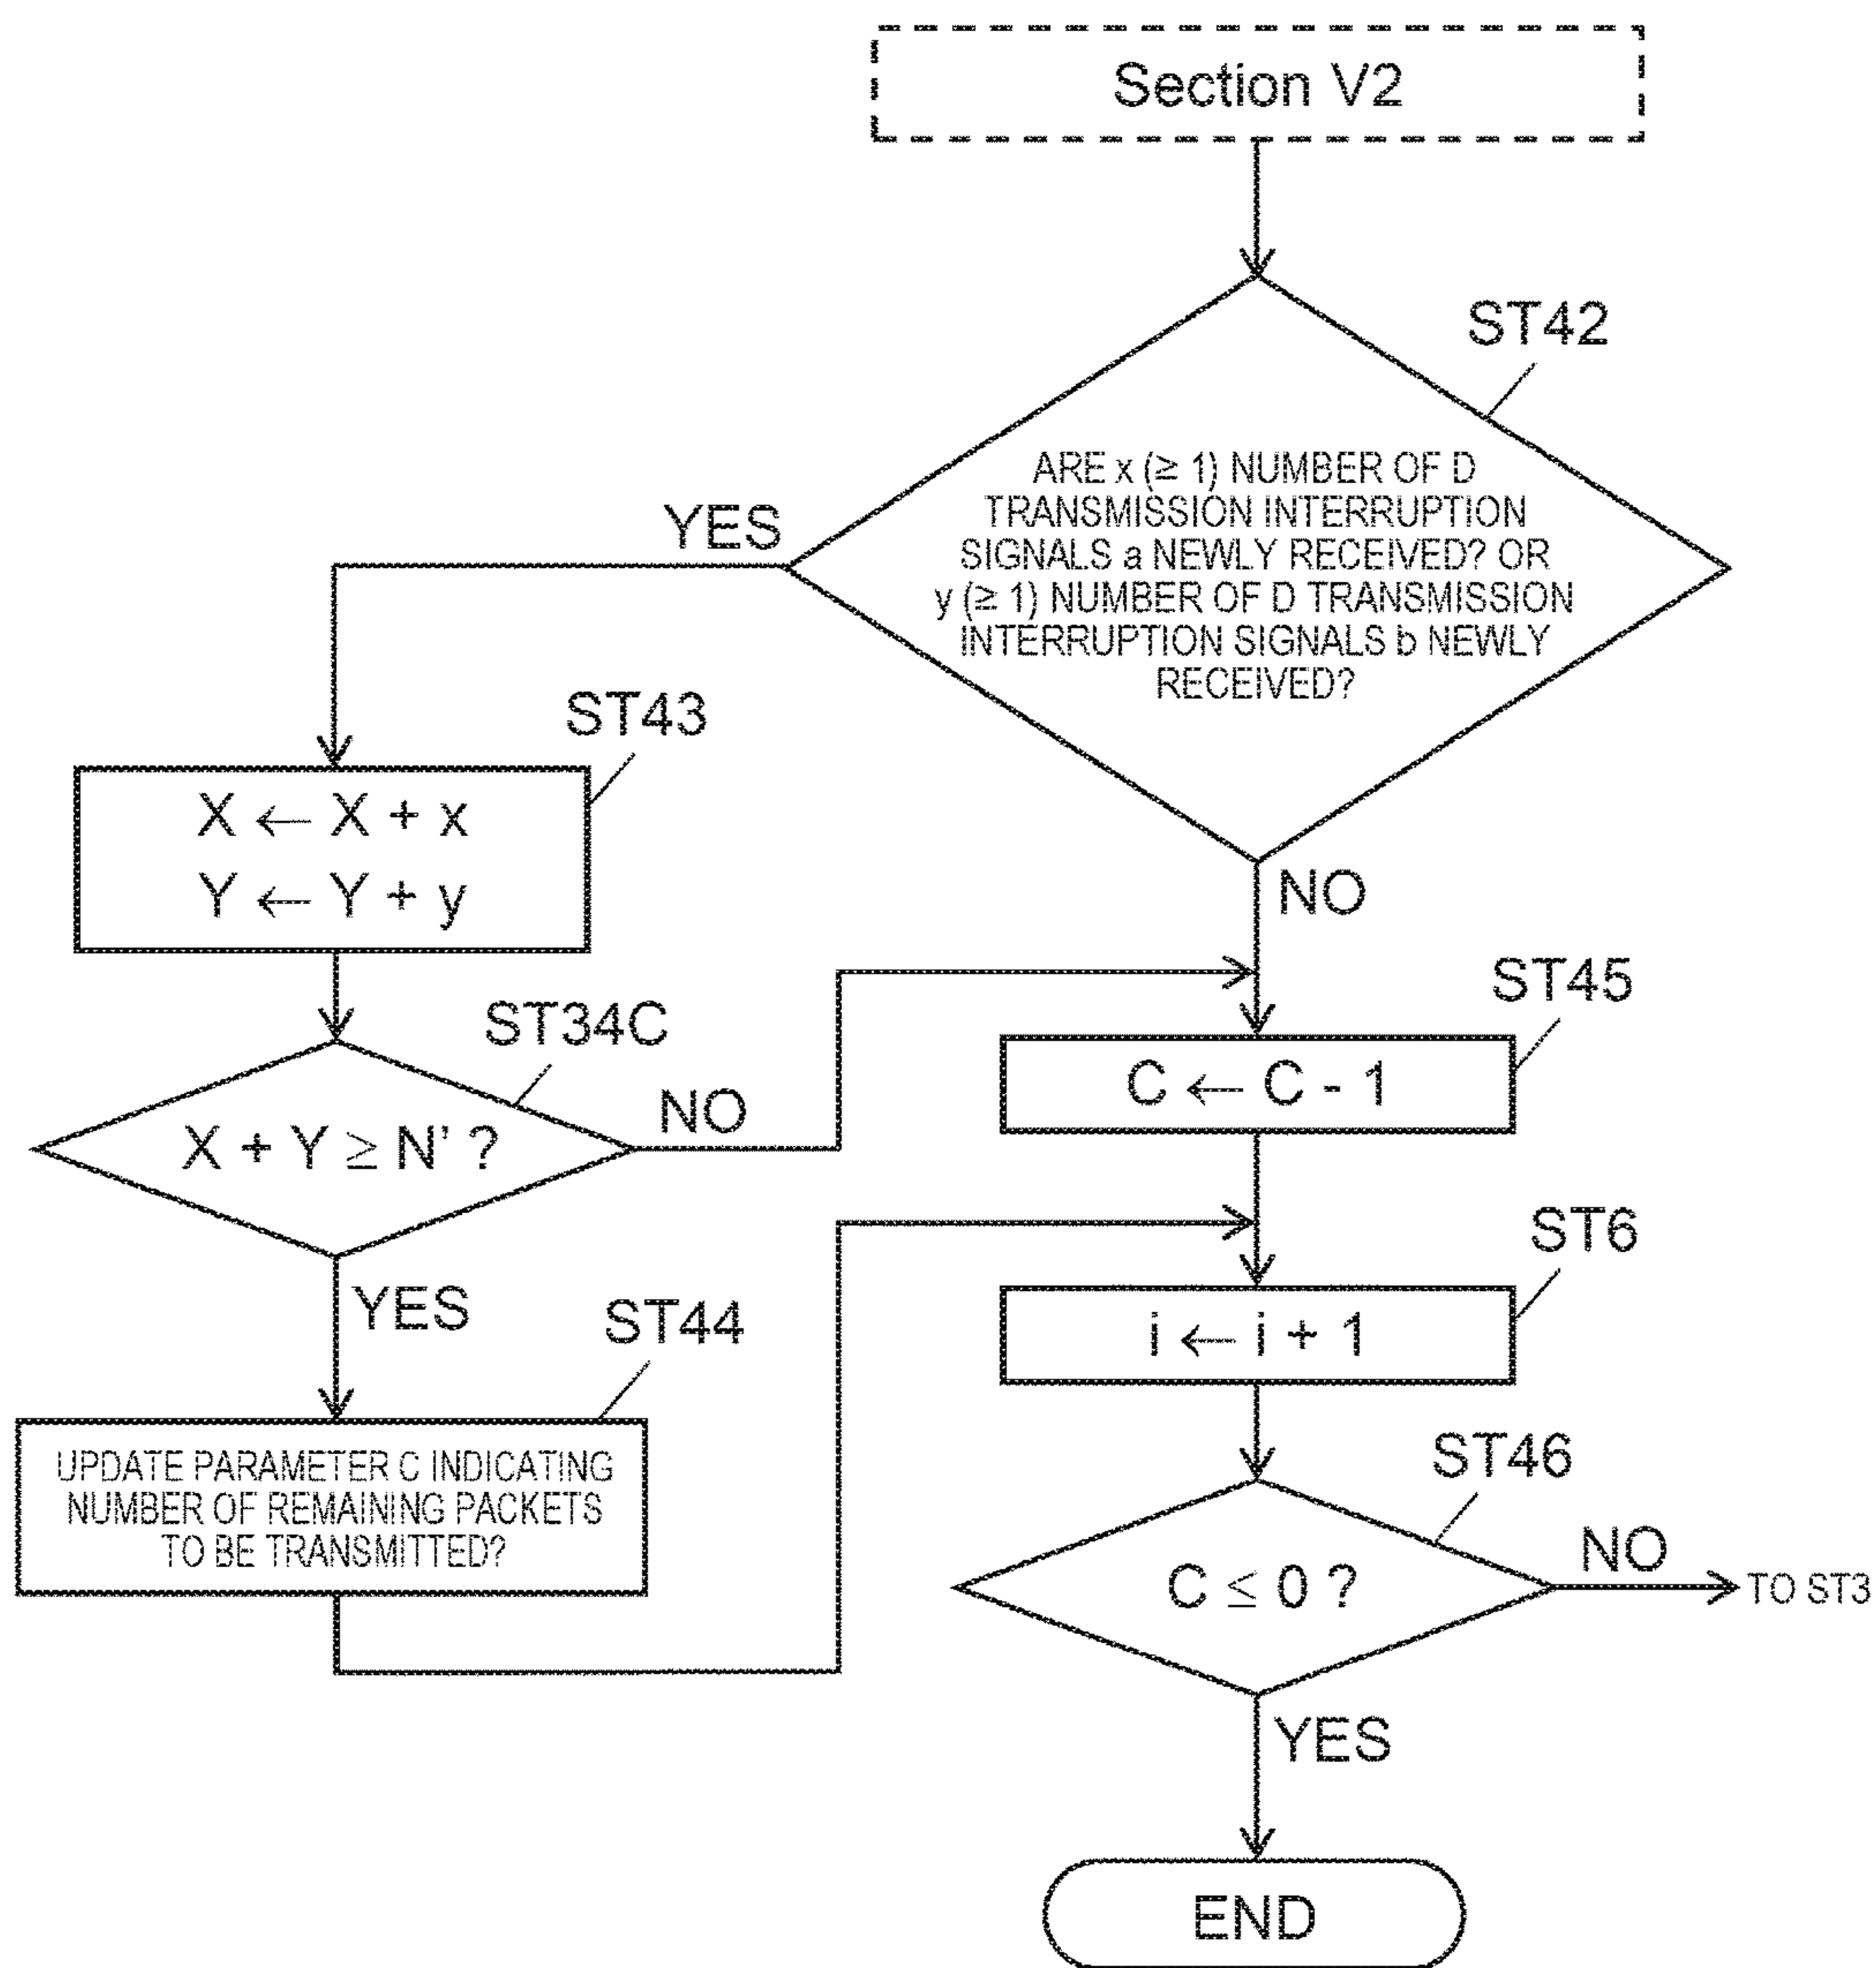 Section V2
ST42
ARE x (≥ 1) NUMBER OF D
TRANSMISSION INTERRUPTION
SIGNALS a NEWLY RECEIVED? OR
y (≥ 1) NUMBER OF D TRANSMISSION
INTERRUPTION SIGNALS b NEWLY
RECEIVED?
YES
NO
ST43
X ← X + x
Y ← Y + y
ST34C
X + Y ≥ N' ?
NO
YES
ST44
UPDATE PARAMETER C INDICATING
NUMBER OF REMAINING PACKETS
TO BE TRANSMITTED?
ST45
C ← C - 1
ST6
i ← i + 1
ST46
C ≤ 0 ?
NO
TO ST3
YES
END